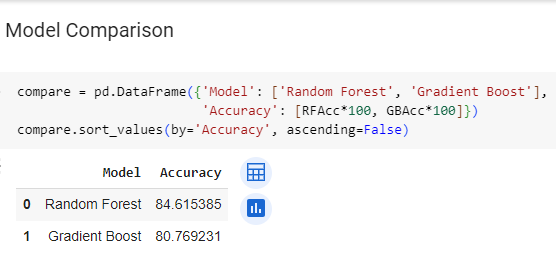 Model Comparison
compare = pd.DataFrame({'Model': ['Random Forest', 'Gradient Boost'],
'Accuracy': [RFAcc*100, GBAcc*100]})
compare.sort_values(by='Accuracy', ascending=False)
Model Accuracy
0 Random Forest 84.615385
1 Gradient Boost 80.769231